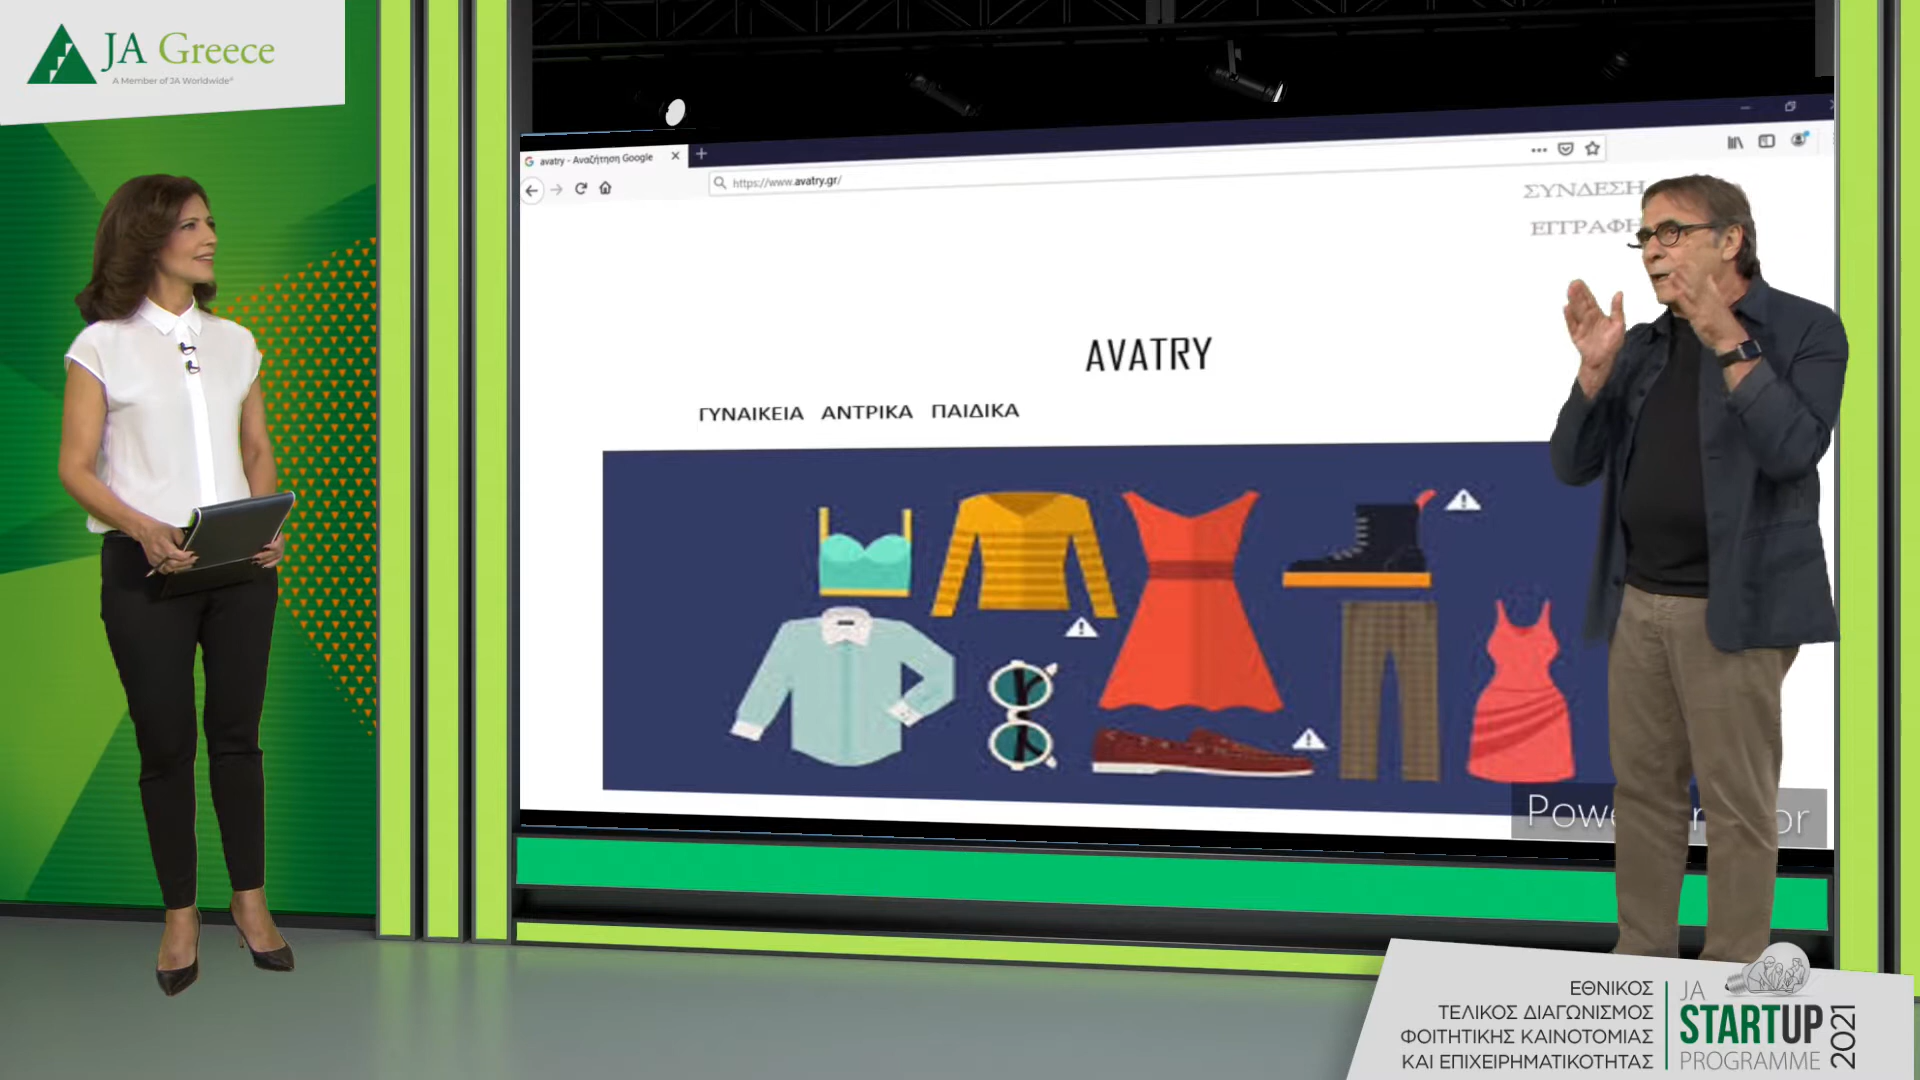 JA Greece
A Member of JA Worldwide®
avatry - Αναζήτηση Google
https://www.avatry.gr/
ΣΥΝΔΕΣΗ
ΕΓΓΡΑΦΗ
AVATRY
ΓΥΝΑΙΚΕΙΑ ΑΝΤΡΙΚΑ ΠΑΙΔΙΚΑ
ΕΘΝΙΚΟΣ
ΤΕΛΙΚΟΣ ΔΙΑΓΩΝΙΣΜΟΣ
ΦΟΙΤΗΤΙΚΗΣ ΚΑΙΝΟΤΟΜΙΑΣ
ΚΑΙ ΕΠΙΧΕΙΡΗΜΑΤΙΚΟΤΗΤΑΣ
JA
STARTUP
PROGRAMME
2021